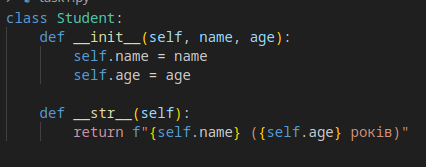 class Student:
    def __init__(self, name, age):
        self.name = name
        self.age = age

    def __str__(self):
        return f"{self.name} ({self.age} років)"